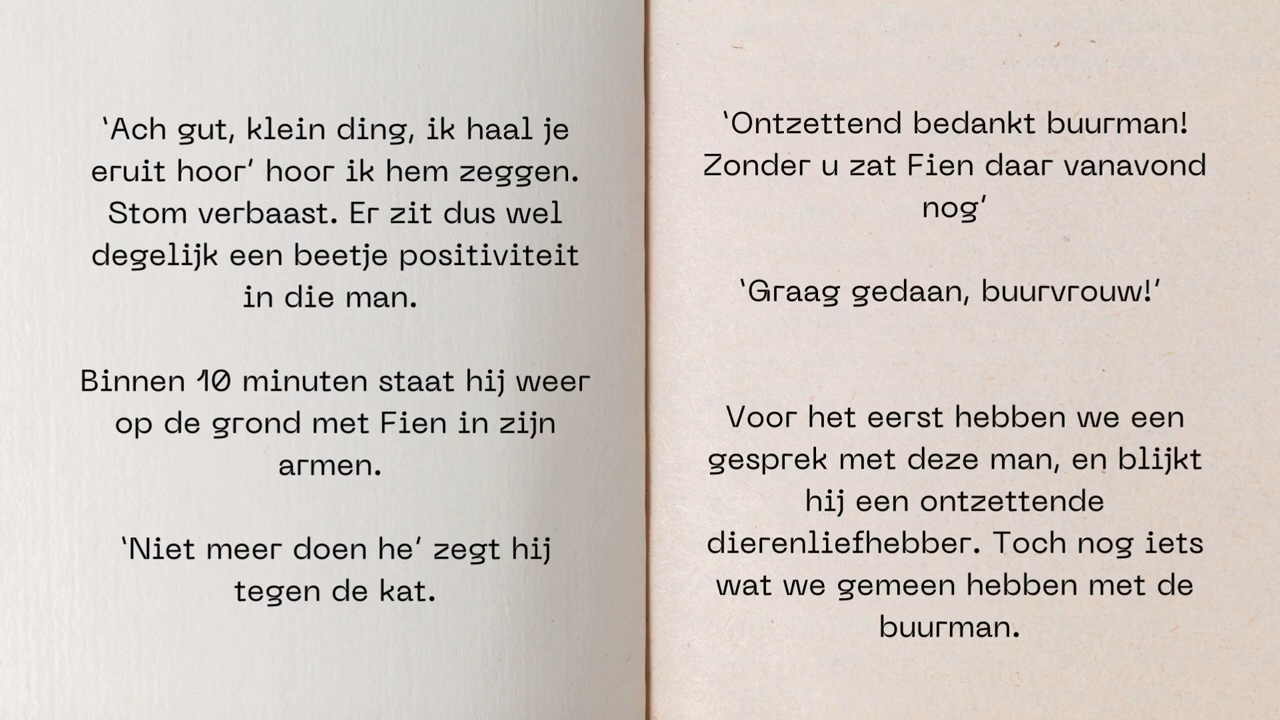 ‘Ach gut, klein ding, ik haal je
eruit hoor’ hoor ik hem zeggen.
Stom verbaast. Er zit dus wel
degelijk een beetje positiviteit
in die man.
Binnen 10 minuten staat hij weer
op de grond met Fien in zijn
armen.
‘Niet meer doen he’ zegt hij
tegen de kat.
‘Ontzettend bedankt buurman!
Zonder u zat Fien daar vanavond
nog’
‘Graag gedaan, buurvrouw!’
Voor het eerst hebben we een
gesprek met deze man, en blijkt
hij een ontzettende
dierenliefhebber. Toch nog iets
wat we gemeen hebben met de
buurman.